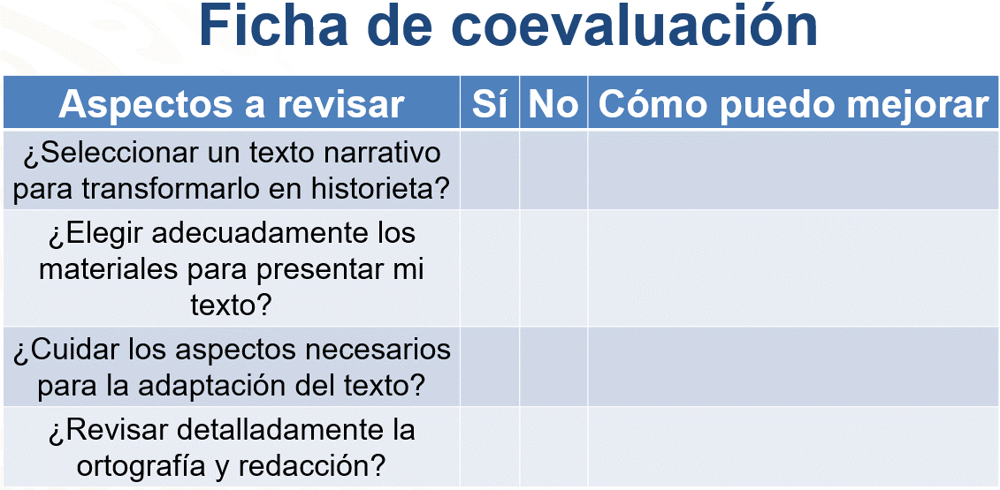 Ficha de coevaluación
Aspectos a revisar Sí No Cómo puedo mejorar
¿Seleccionar un texto narrativo
para transformarlo en historieta?
¿Elegir adecuadamente los
materiales para presentar mi
texto?
¿Cuidar los aspectos necesarios
para la adaptación del texto?
¿Revisar detalladamente la
ortografía y redacción?